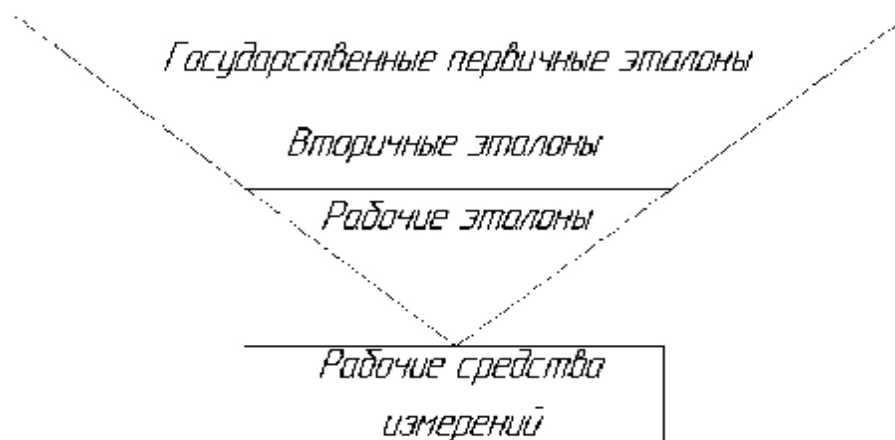 Государственные первичные эталоны
Вторичные эталоны
Рабочие эталоны
Рабочие средства
измерений